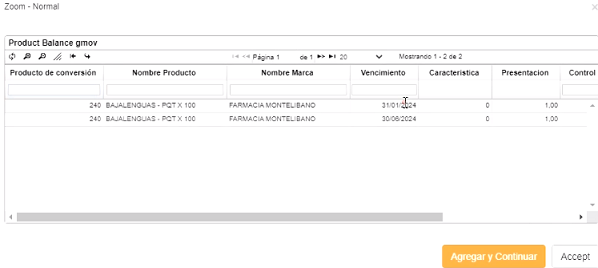 Zoom - Normal
Product Balance gmov
Página 1 de 1 20 Mostrando 1 - 2 de 2
Producto de conversión Nombre Producto Nombre Marca Vencimiento Caracteristica Presentacion Control
240 BAJALENGUAS - PQT X 100 FARMACIA MONTELIBANO 31/01/2024 0 1,00
240 BAJALENGUAS - PQT X 100 FARMACIA MONTELIBANO 30/06/2024 0 1,00
Agregar y Continuar Accept